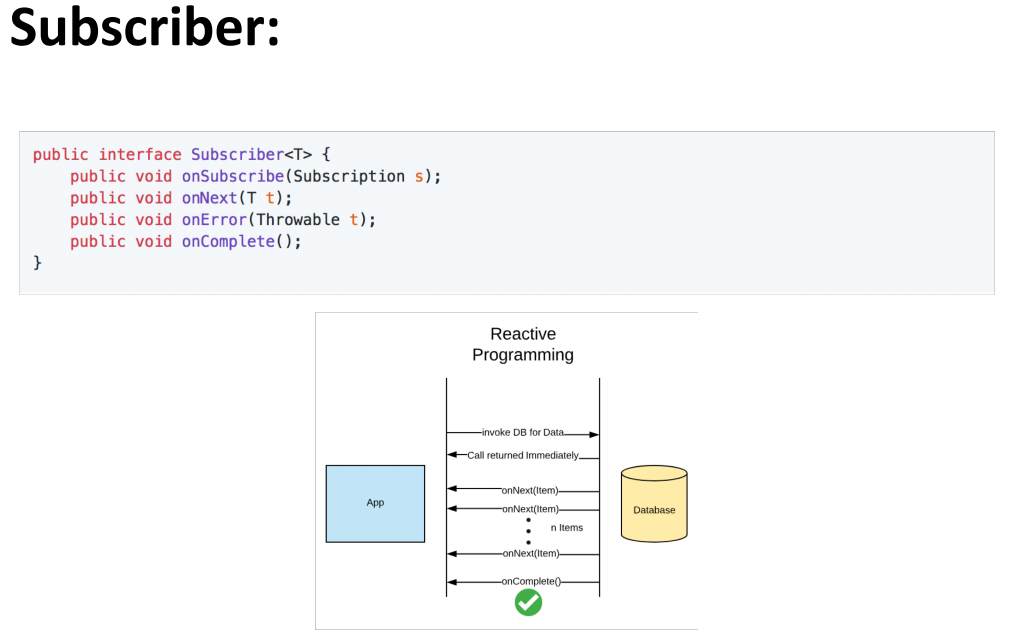 Subscriber:
public interface Subscriber<T> {
    public void onSubscribe(Subscription s);
    public void onNext(T t);
    public void onError(Throwable t);
    public void onComplete();
}
Reactive
Programming
invoke DB for Data
Call returned Immediately
onNext(Item)
onNext(Item)
n Items
onNext(Item)
onComplete()
App
Database